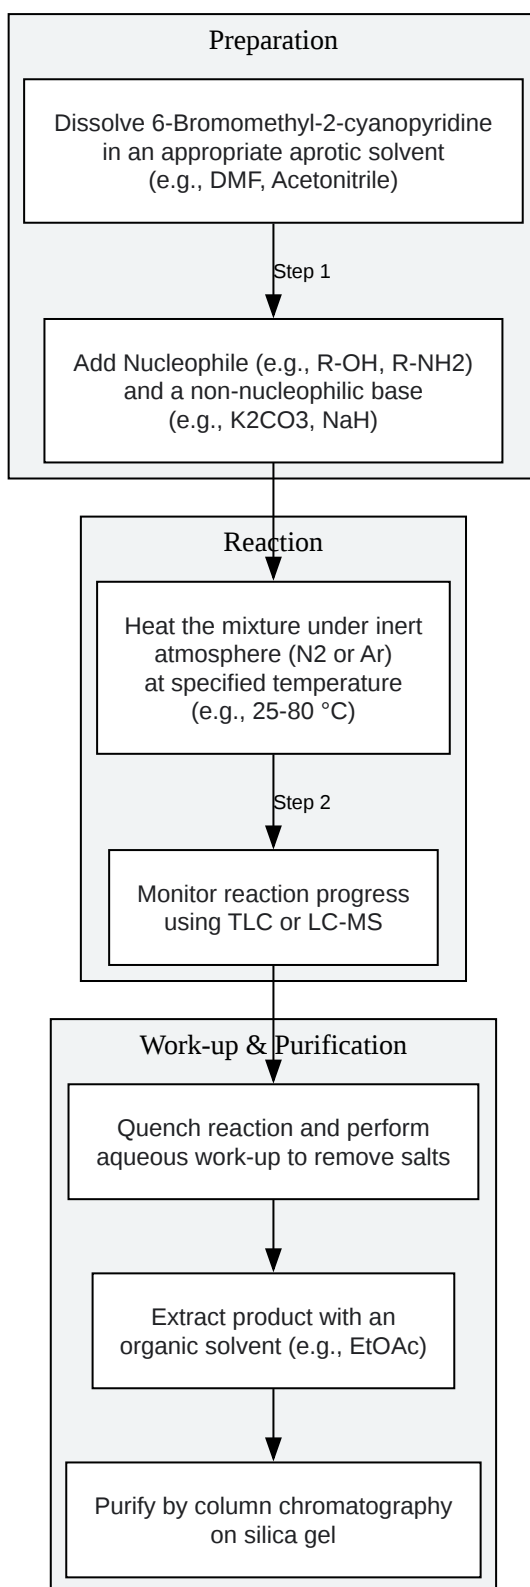 Preparation
Dissolve 6-Bromomethyl-2-cyanopyridine
in an appropriate aprotic solvent
(e.g., DMF, Acetonitrile)
Step 1
Add Nucleophile (e.g., R-OH, R-NH2)
and a non-nucleophilic base
(e.g., K2CO3, NaH)
Reaction
Heat the mixture under inert
atmosphere (N2 or Ar)
at specified temperature
(e.g., 25-80 °C)
Step 2
Monitor reaction progress
using TLC or LC-MS
Work-up & Purification
Quench reaction and perform
aqueous work-up to remove salts
Extract product with an
organic solvent (e.g., EtOAc)
Purify by column chromatography
on silica gel